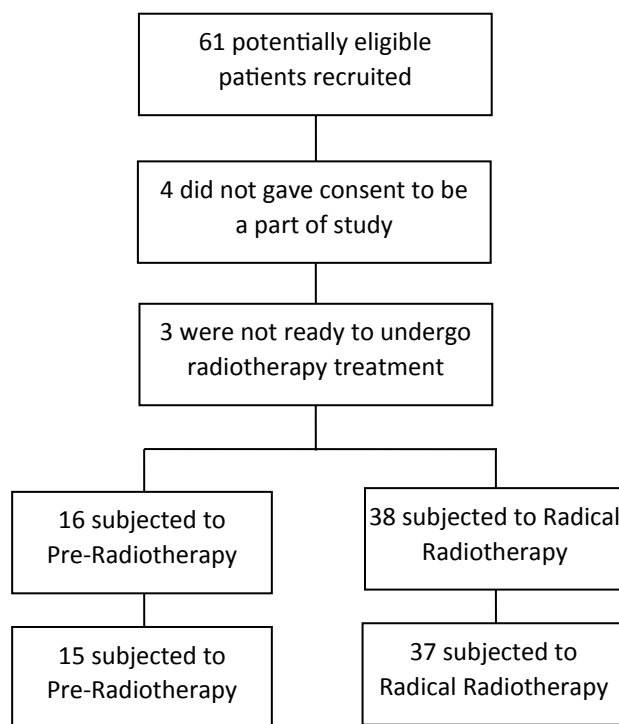 61 potentially eligible
patients recruited
4 did not gave consent to be
a part of study
3 were not ready to undergo
radiotherapy treatment
16 subjected to
Pre-Radiotherapy
38 subjected to Radical
Radiotherapy
15 subjected to
Pre-Radiotherapy
37 subjected to
Radical Radiotherapy